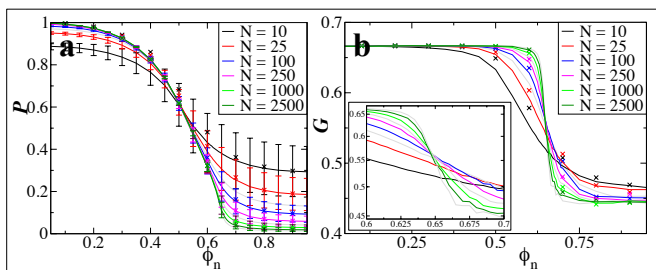 a
P
1
0.8
0.6
0.4
0.2
0
0.2
0.4
0.6
0.8
ϕn
N = 10
N = 25
N = 100
N = 250
N = 1000
N = 2500
b
G
0.7
0.6
0.5
0.4
0.25
0.5
0.75
ϕn
N = 10
N = 25
N = 100
N = 250
N = 1000
N = 2500
0.65
0.6
0.55
0.5
0.45
0.6
0.625
0.65
0.675
0.7